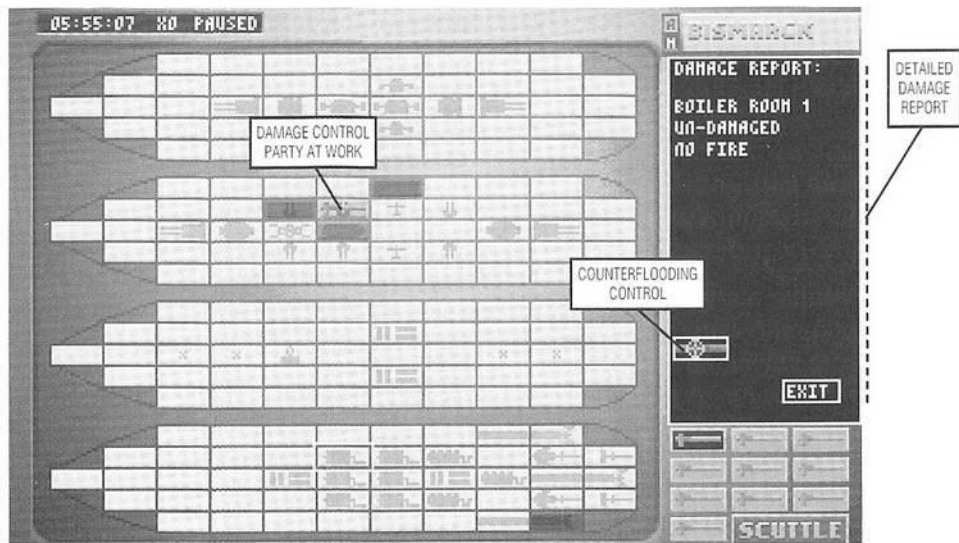 05:55:07 XO PAUSED
A
M
BISMARCK
DAMAGE REPORT:
BOILER ROOM 1
UN-DAMAGED
NO FIRE
DETAILED
DAMAGE
REPORT
DAMAGE CONTROL
PARTY AT WORK
COUNTERFLOODING
CONTROL
EXIT
SCUTTLE